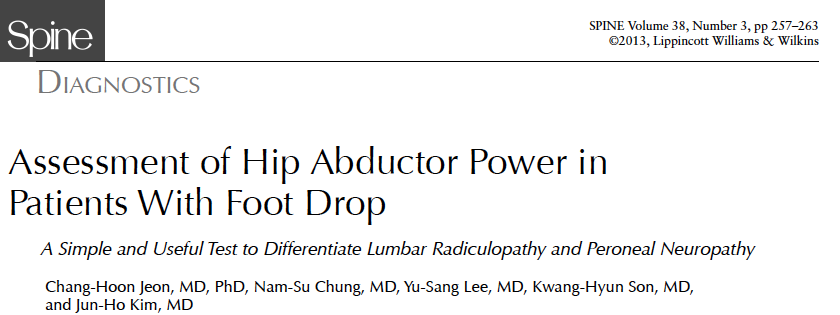 Spine
SPINE Volume 38, Number 3, pp 257–263
©2013, Lippincott Williams & Wilkins
DIAGNOSTICS
Assessment of Hip Abductor Power in
Patients With Foot Drop
A Simple and Useful Test to Differentiate Lumbar Radiculopathy and Peroneal Neuropathy
Chang-Hoon Jeon, MD, PhD, Nam-Su Chung, MD, Yu-Sang Lee, MD, Kwang-Hyun Son, MD,
and Jun-Ho Kim, MD